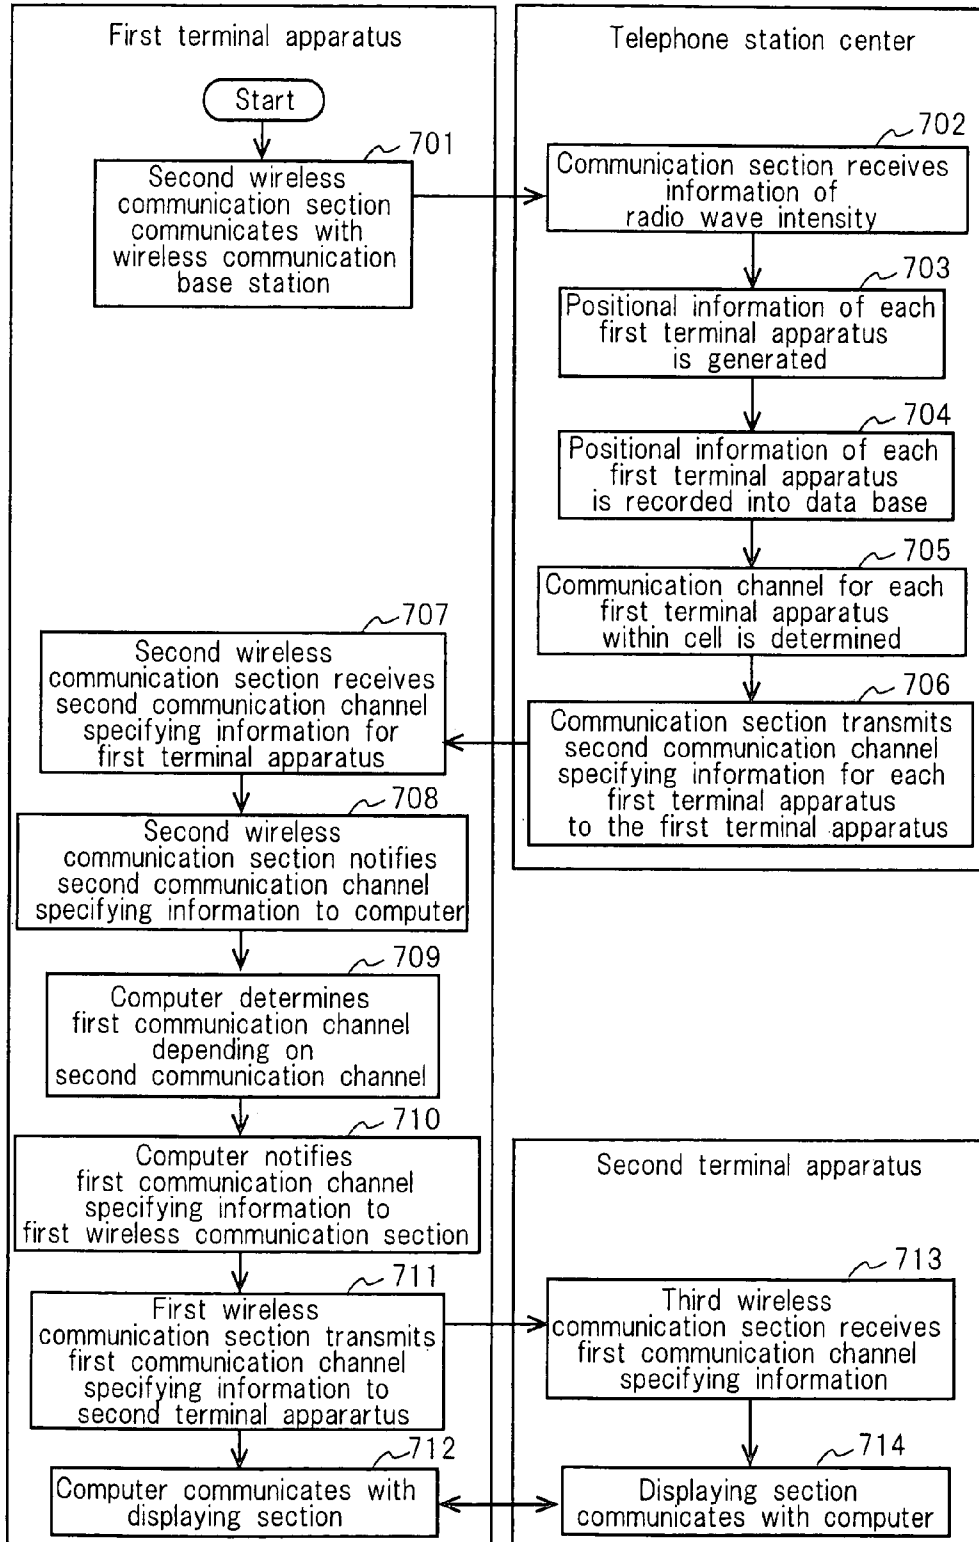 First terminal apparatus
Start
701
Second wireless
communication section
communicates with
wireless communication
base station
Telephone station center
702
Communication section receives
information of
radio wave intensity
703
Positional information of each
first terminal apparatus
is generated
704
Positional information of each
first terminal apparatus
is recorded into data base
705
Communication channel for each
first terminal apparatus
within cell is determined
706
Communication section transmits
second communication channel
specifying information for each
first terminal apparatus
to the first terminal apparatus
707
Second wireless
communication section receives
second communication channel
specifying information for
first terminal apparatus
708
Second wireless
communication section notifies
second communication channel
specifying information to computer
709
Computer determines
first communication channel
depending on
second communication channel
710
Computer notifies
first communication channel
specifying information to
first wireless communication section
711
First wireless
communication section transmits
first communication channel
specifying information to
second terminal apparartus
712
Computer communicates with
displaying section
Second terminal apparatus
713
Third wireless
communication section receives
first communication channel
specifying information
714
Displaying section
communicates with computer